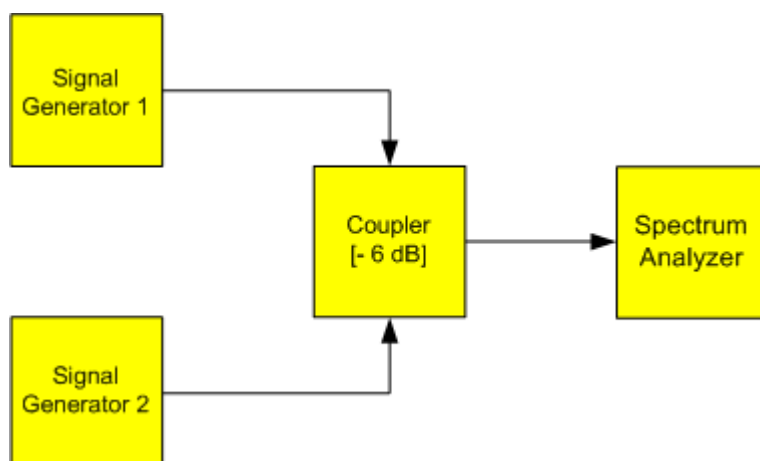 Signal
Generator 1
Coupler
[- 6 dB]
Spectrum
Analyzer
Signal
Generator 2